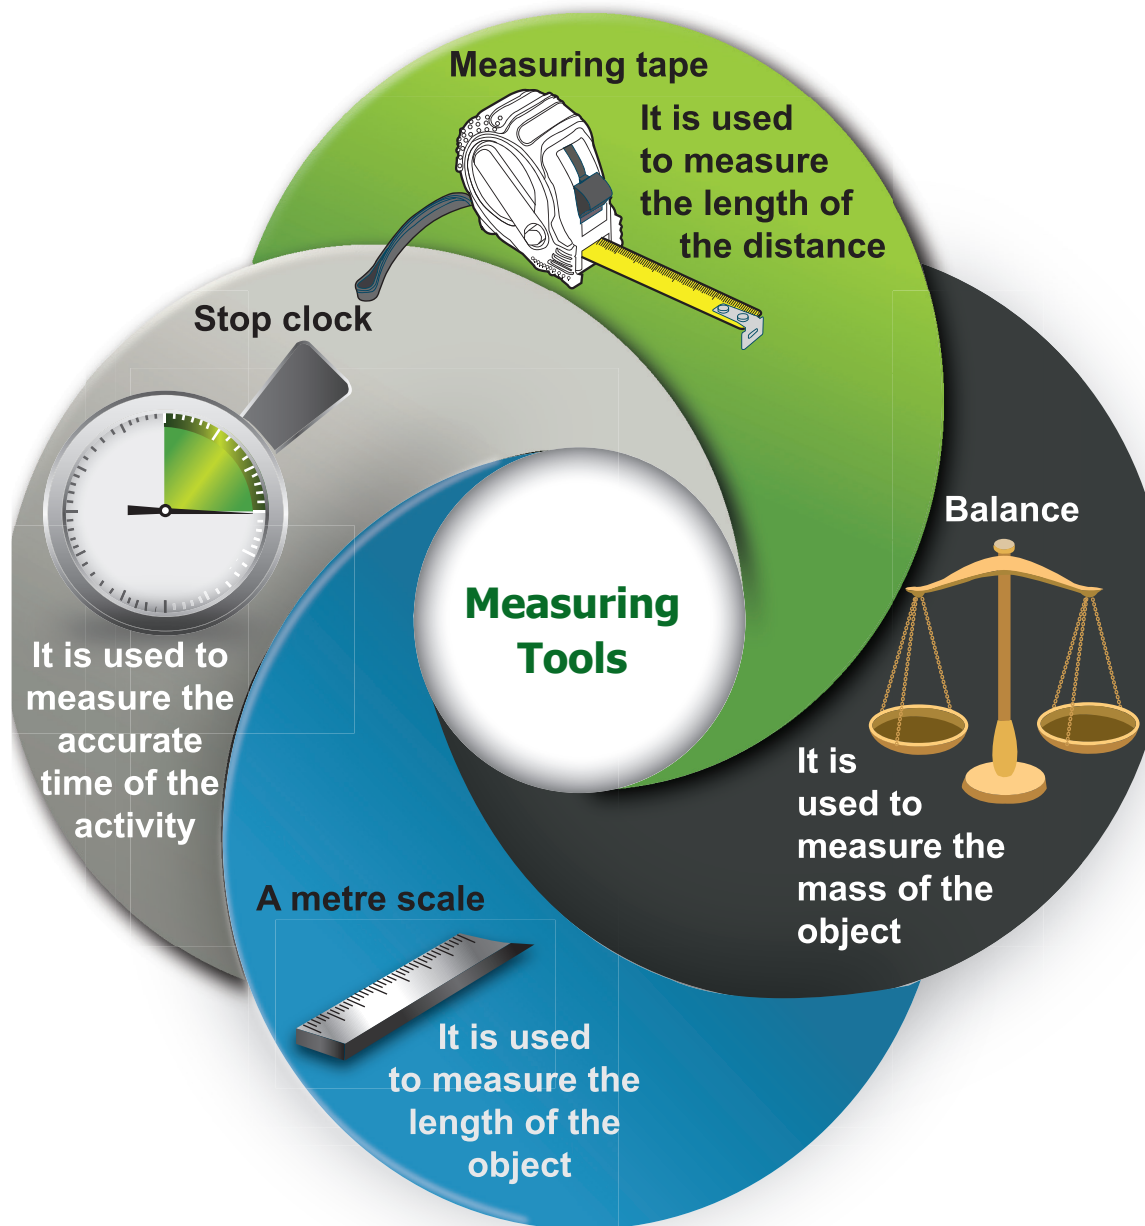 Measuring tape
It is used
to measure
the length of
the distance
Stop clock
It is used to
measure the
accurate
time of the
activity
Measuring
Tools
Balance
It is
used to
measure the
mass of the
object
A metre scale
It is used
to measure the
length of the
object